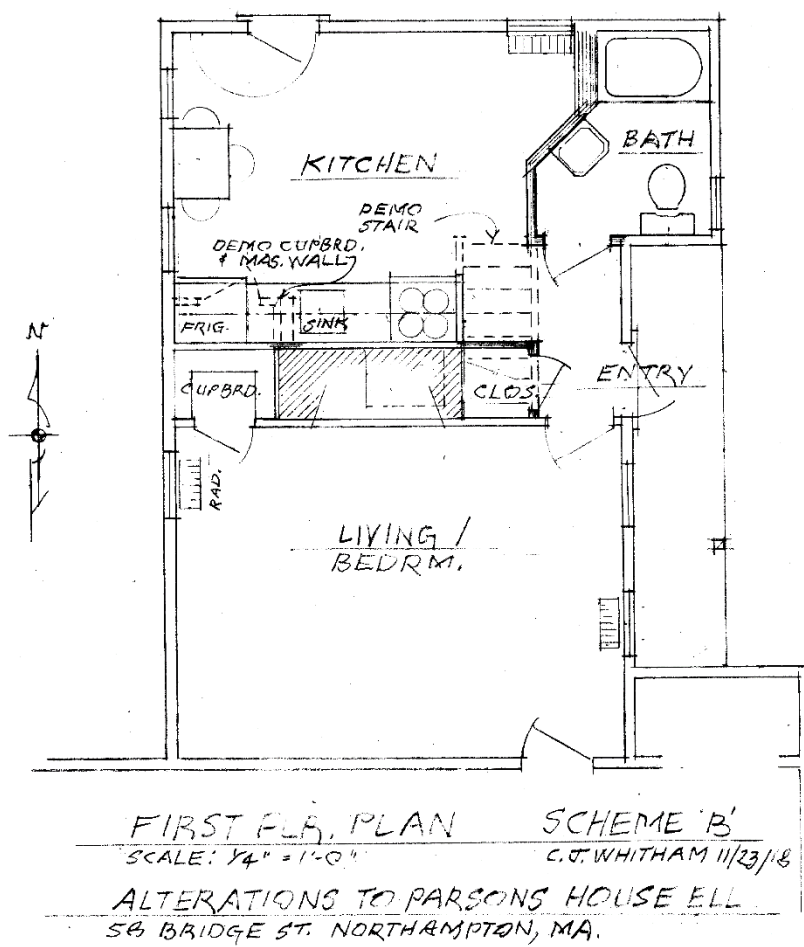 BATH
KITCHEN
DEMO
STAIR
DEMO CUPBRD.
& MAS. WALL
N
FRIG.
SINK
CUPBRD.
CLOS.
ENTRY
RAD.
LIVING /
BEDRM.
FIRST FLR. PLAN
SCHEME 'B'
SCALE: 1/4" = 1'-0"
C.J. WHITHAM 11/23/18
ALTERATIONS TO PARSONS HOUSE ELL
58 BRIDGE ST. NORTHAMPTON, MA.